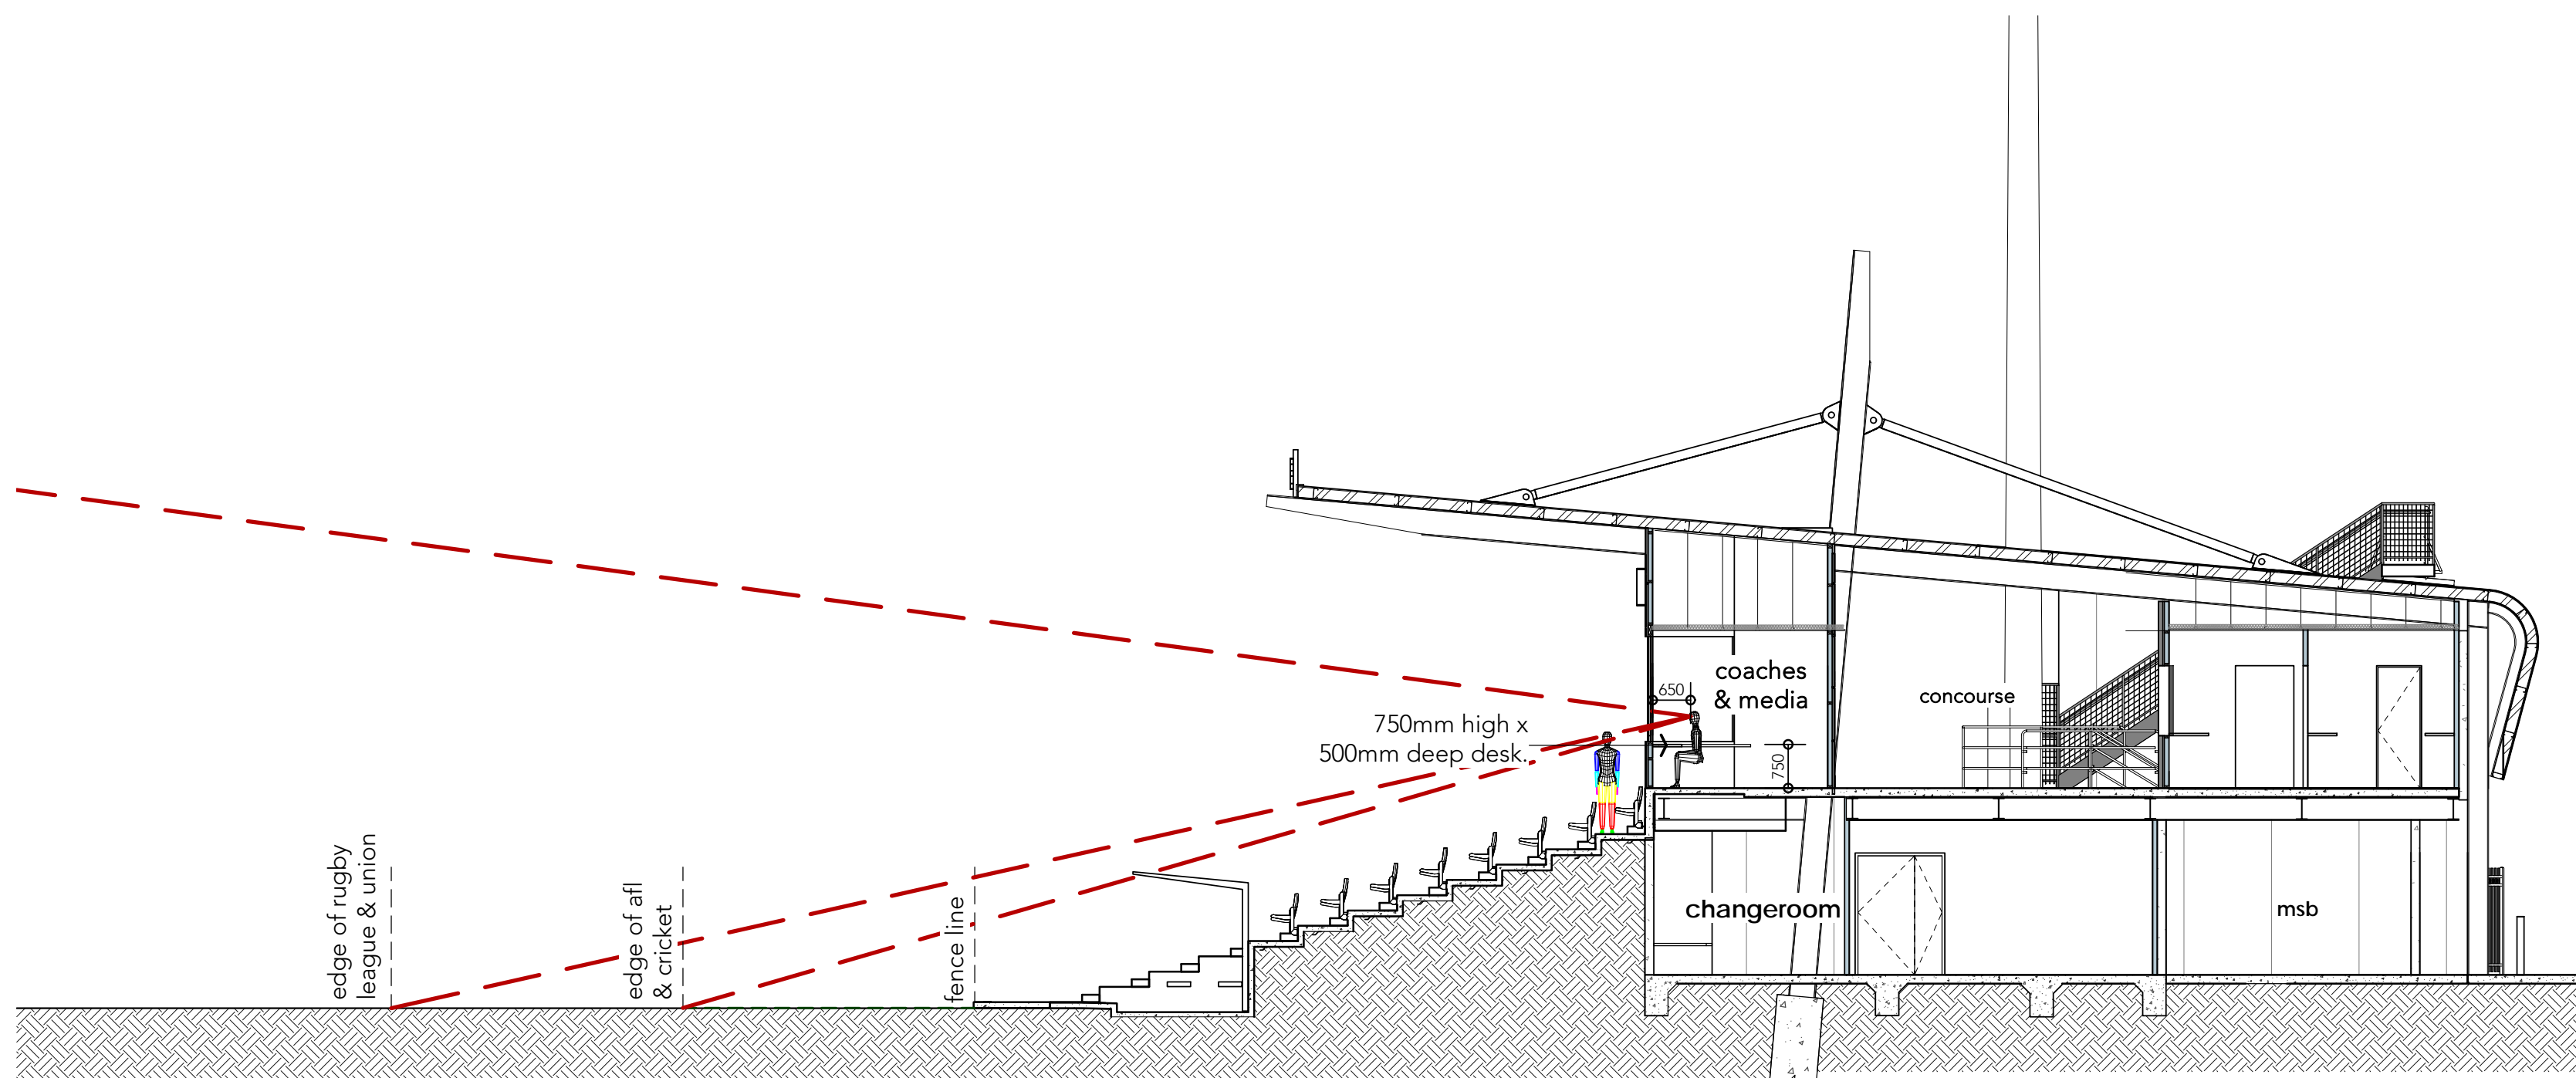 edge of rugby
league & union
edge of afl
& cricket
fence line
750mm high x
500mm deep desk.
650
coaches
& media
750
concourse
changeroom
msb